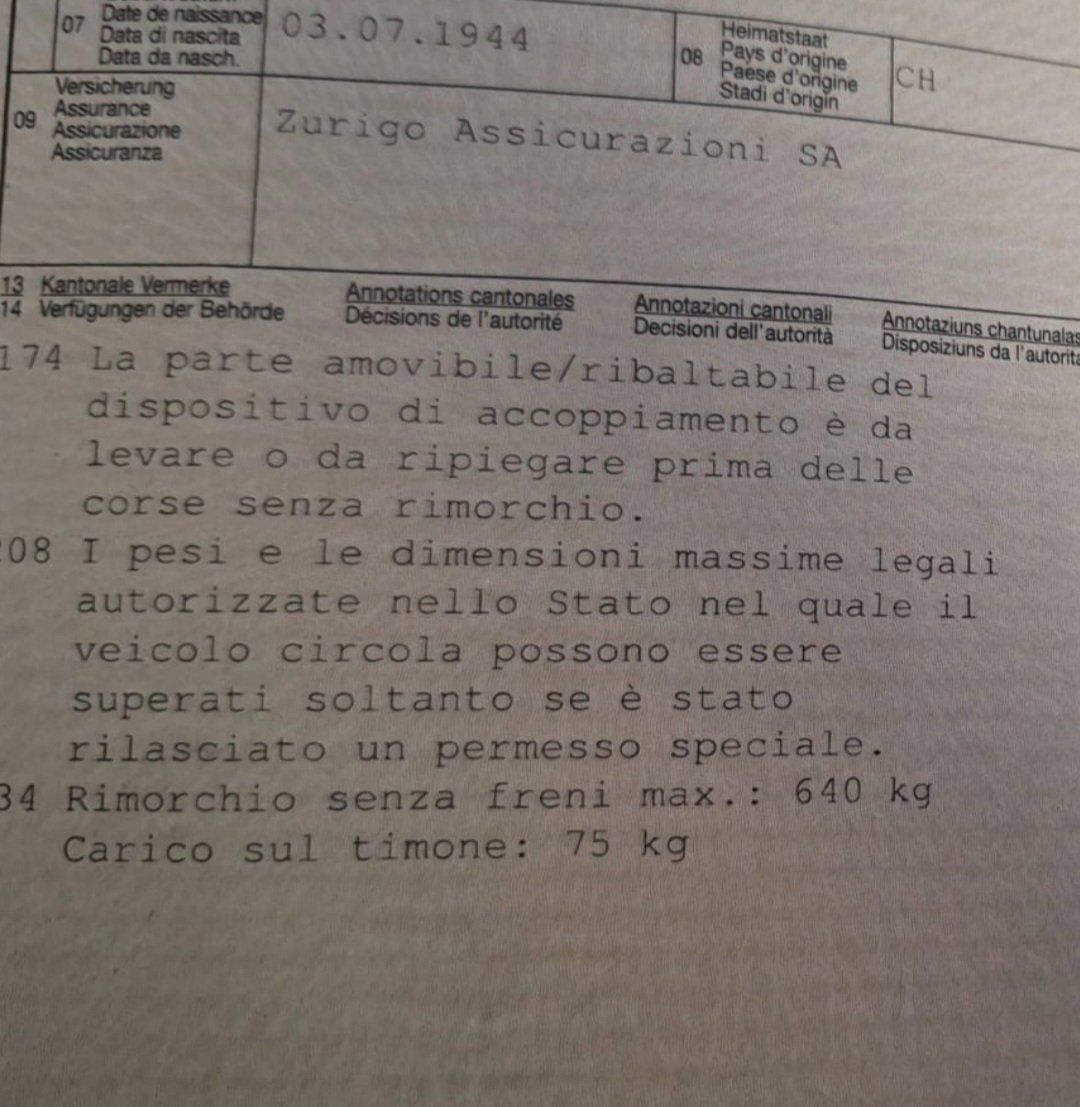 07 Date de naissance 03.07.1944
Data di nascita
Data da nasch.
08 Heimatstaat CH
Pays d'origine
Paese d'origine
Stadi d'origin
09 Versicherung Zurigo Assicurazioni SA
Assurance
Assicurazione
Assicuranza
13 Kantonale Vermerke Annotations cantonales Annotazioni cantonali Annotaziuns chantunalas
14 Verfügungen der Behörde Décisions de l'autorité Decisioni dell'autorità Disposiziuns da l'autorità
174 La parte amovibile/ribaltabile del
dispositivo di accoppiamento è da
levare o da ripiegare prima delle
corse senza rimorchio.
08 I pesi e le dimensioni massime legali
autorizzate nello Stato nel quale il
veicolo circola possono essere
superati soltanto se è stato
rilasciato un permesso speciale.
34 Rimorchio senza freni max.: 640 kg
Carico sul timone: 75 kg